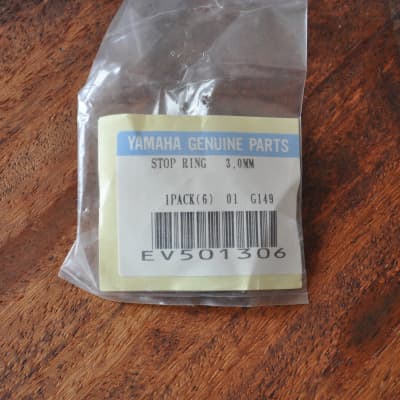 YAMAHA GENUINE PARTS
STOP RING 3.0MM
1PACK(6) 01 G149
EV501306